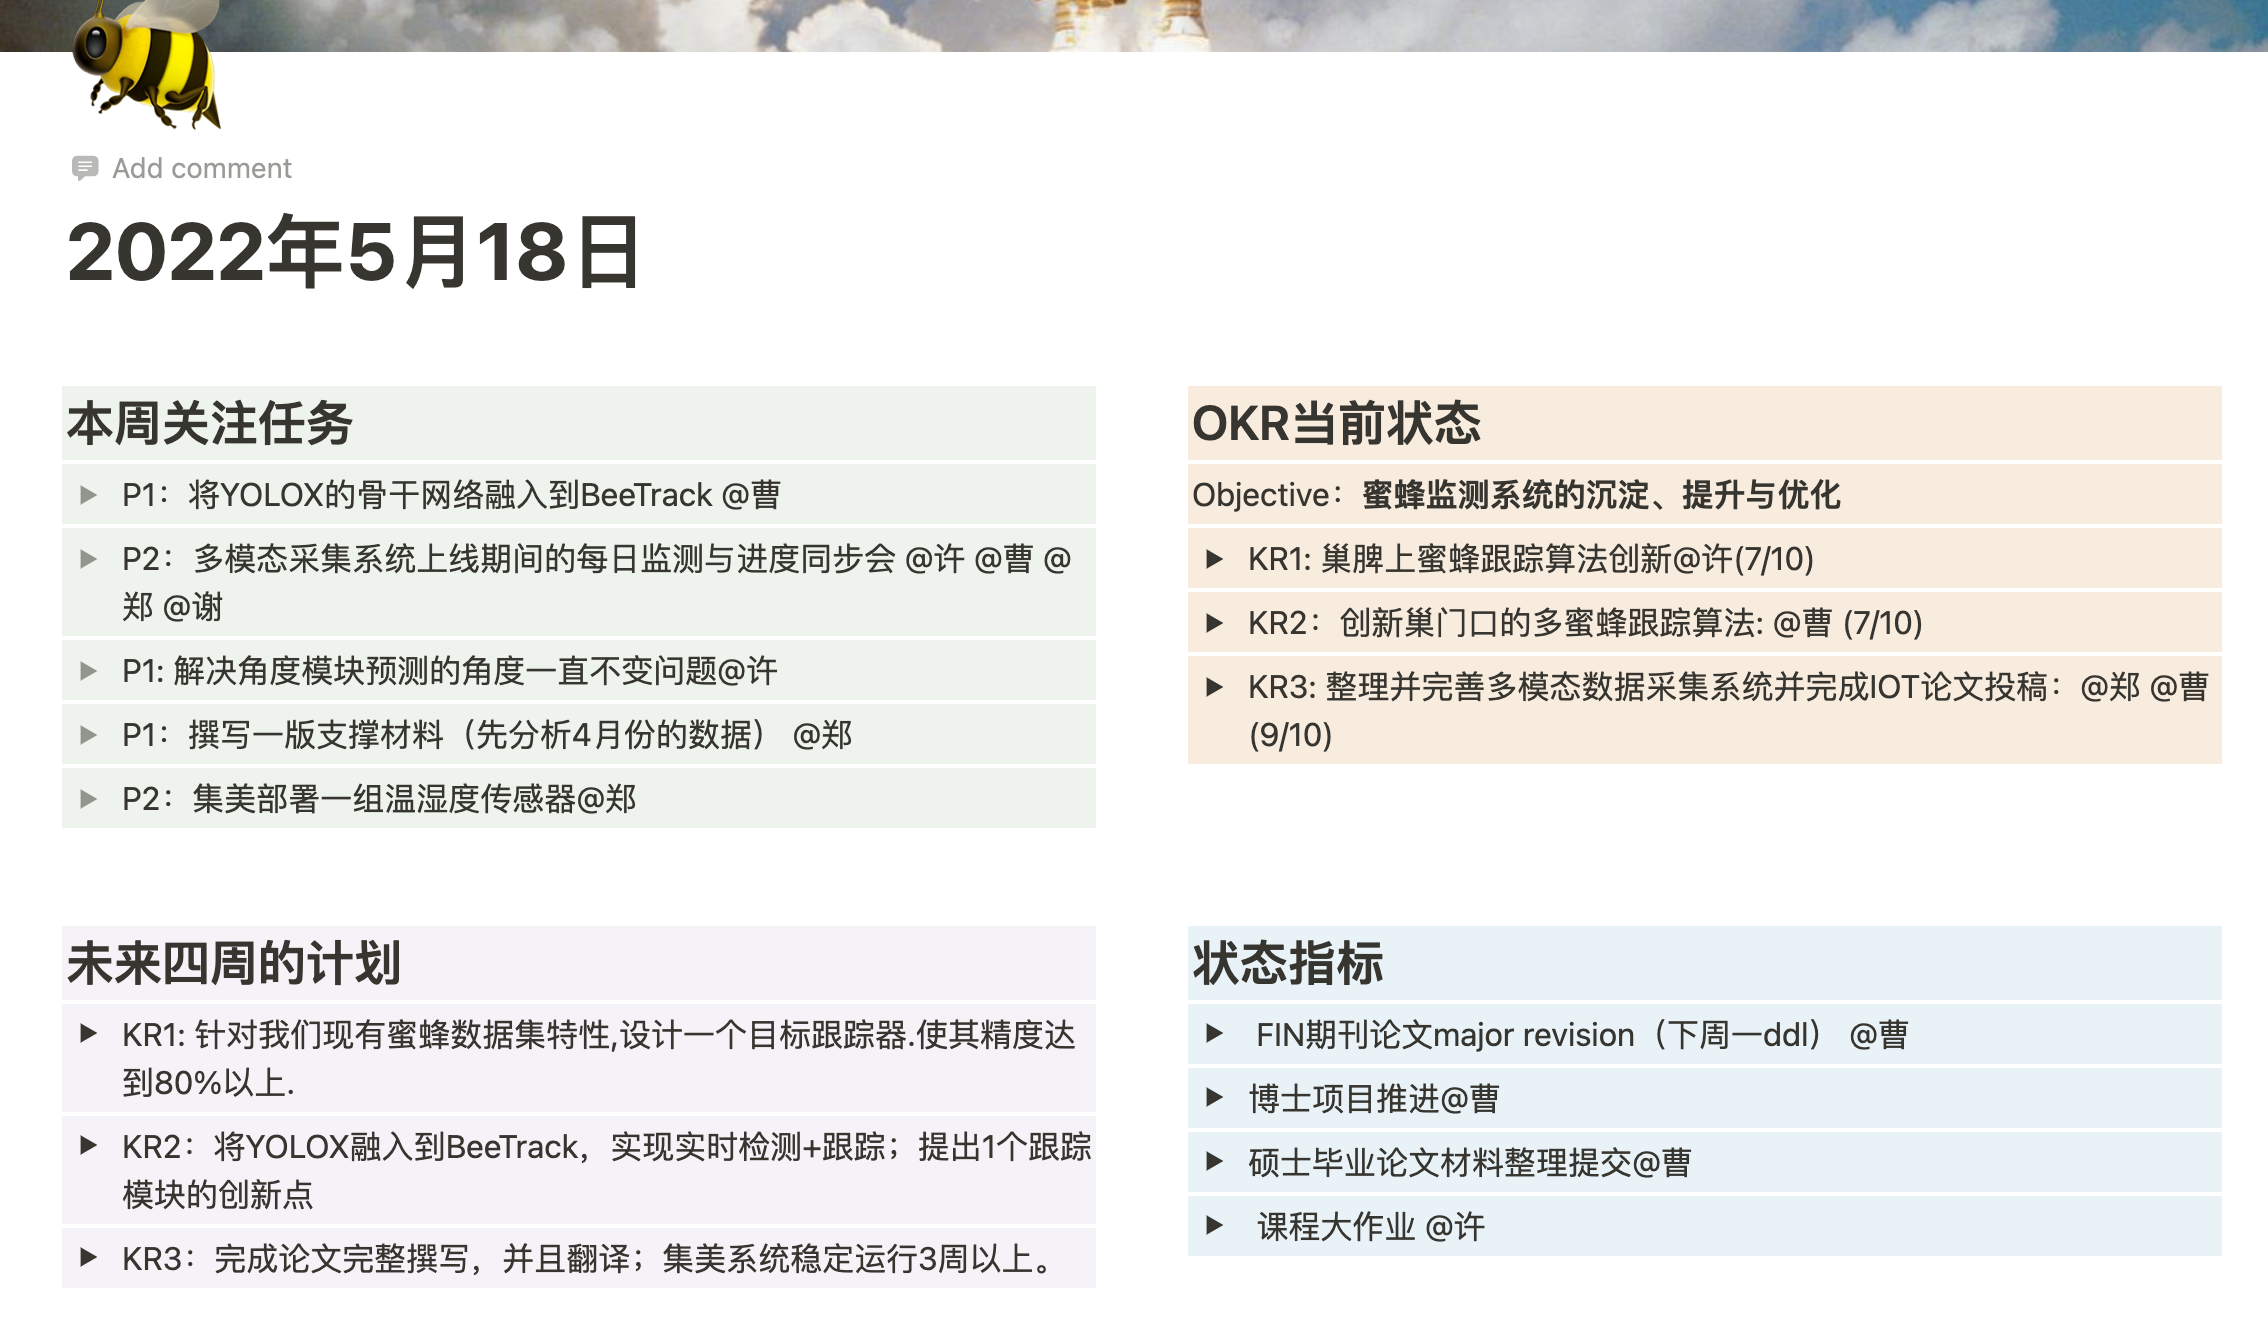 Add comment
2022年5月18日
本周关注任务
P1：将YOLOX的骨干网络融入到BeeTrack @曹
P2：多模态采集系统上线期间的每日监测与进度同步会 @许 @曹 @
郑 @谢
P1: 解决角度模块预测的角度一直不变问题@许
P1：撰写一版支撑材料（先分析4月份的数据） @郑
P2：集美部署一组温湿度传感器@郑
OKR当前状态
Objective：蜜蜂监测系统的沉淀、提升与优化
KR1: 巢脾上蜜蜂跟踪算法创新@许(7/10)
KR2：创新巢门口的多蜜蜂跟踪算法: @曹 (7/10)
KR3: 整理并完善多模态数据采集系统并完成IOT论文投稿：@郑 @曹
(9/10)
未来四周的计划
KR1: 针对我们现有蜜蜂数据集特性,设计一个目标跟踪器.使其精度达
到80%以上.
KR2：将YOLOX融入到BeeTrack，实现实时检测+跟踪；提出1个跟踪
模块的创新点
KR3：完成论文完整撰写，并且翻译；集美系统稳定运行3周以上。
状态指标
FIN期刊论文major revision（下周一ddl） @曹
博士项目推进@曹
硕士毕业论文材料整理提交@曹
课程大作业 @许